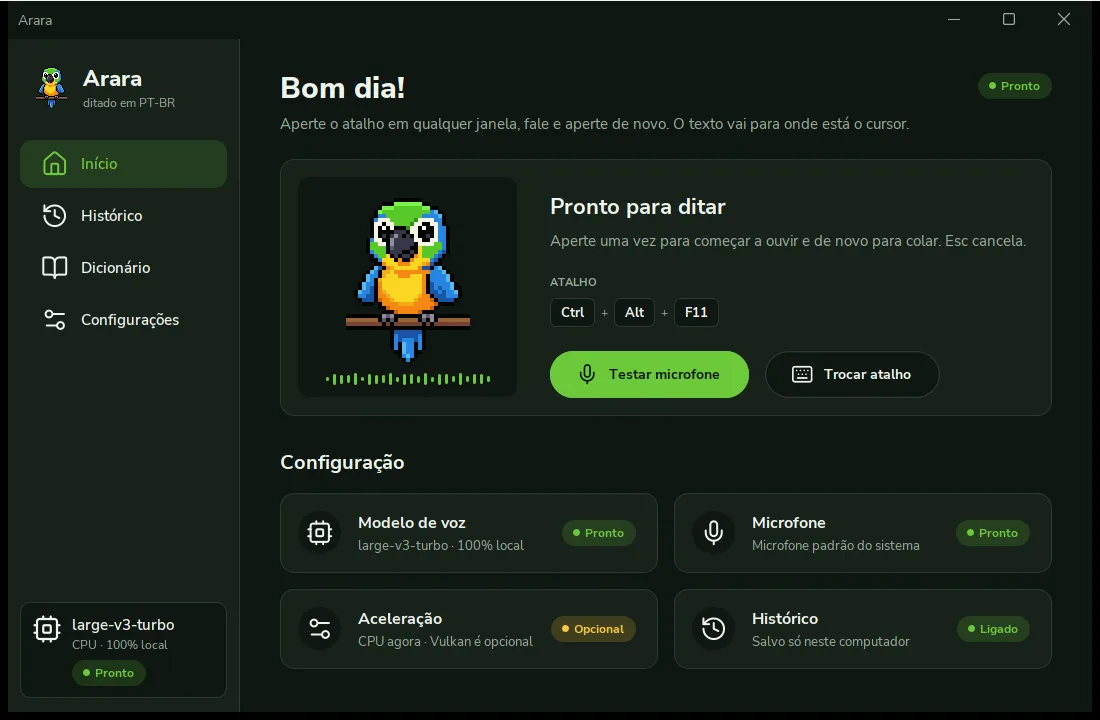 Arara
Arara
ditado em PT-BR
Início
Histórico
Dicionário
Configurações
large-v3-turbo
CPU · 100% local
Pronto
Bom dia!
Pronto
Aperte o atalho em qualquer janela, fale e aperte de novo. O texto vai para onde está o cursor.
Pronto para ditar
Aperte uma vez para começar a ouvir e de novo para colar. Esc cancela.
ATALHO
Ctrl + Alt + F11
Testar microfone
Trocar atalho
Configuração
Modelo de voz
large-v3-turbo · 100% local
Pronto
Microfone
Microfone padrão do sistema
Pronto
Aceleração
CPU agora · Vulkan é opcional
Opcional
Histórico
Salvo só neste computador
Ligado